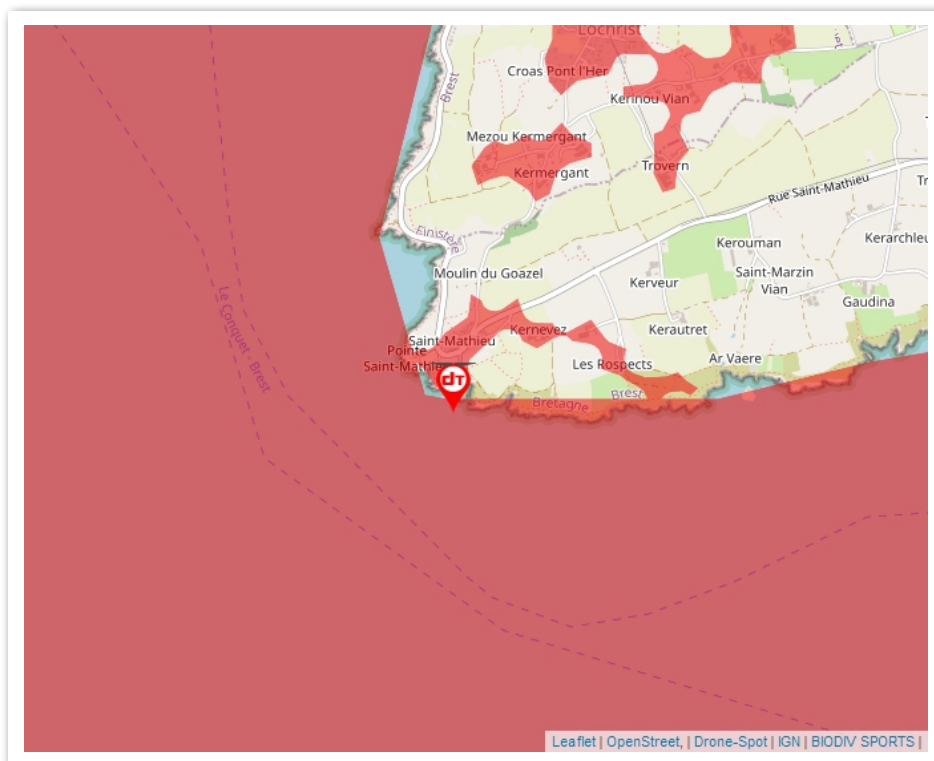 Lochrist
Croas Pont l'Her
Brest
Kerinou Vian
Mezou Kermergant
Kermergant
Trovern
Rue Saint-Mathieu
Finistère
Kerouman
Kerarchleu
Moulin du Goazel
Kerveur
Saint-Marzin
Vian
Gaudina
Le Conquet - Brest
Saint-Mathieu
Kernevez
Kerautret
Pointe
Saint-Mathieu
Les Rospects
Ar Vaere
dT
Bretagne
Brest
Leaflet | OpenStreet, | Drone-Spot | IGN | BIODIV SPORTS |